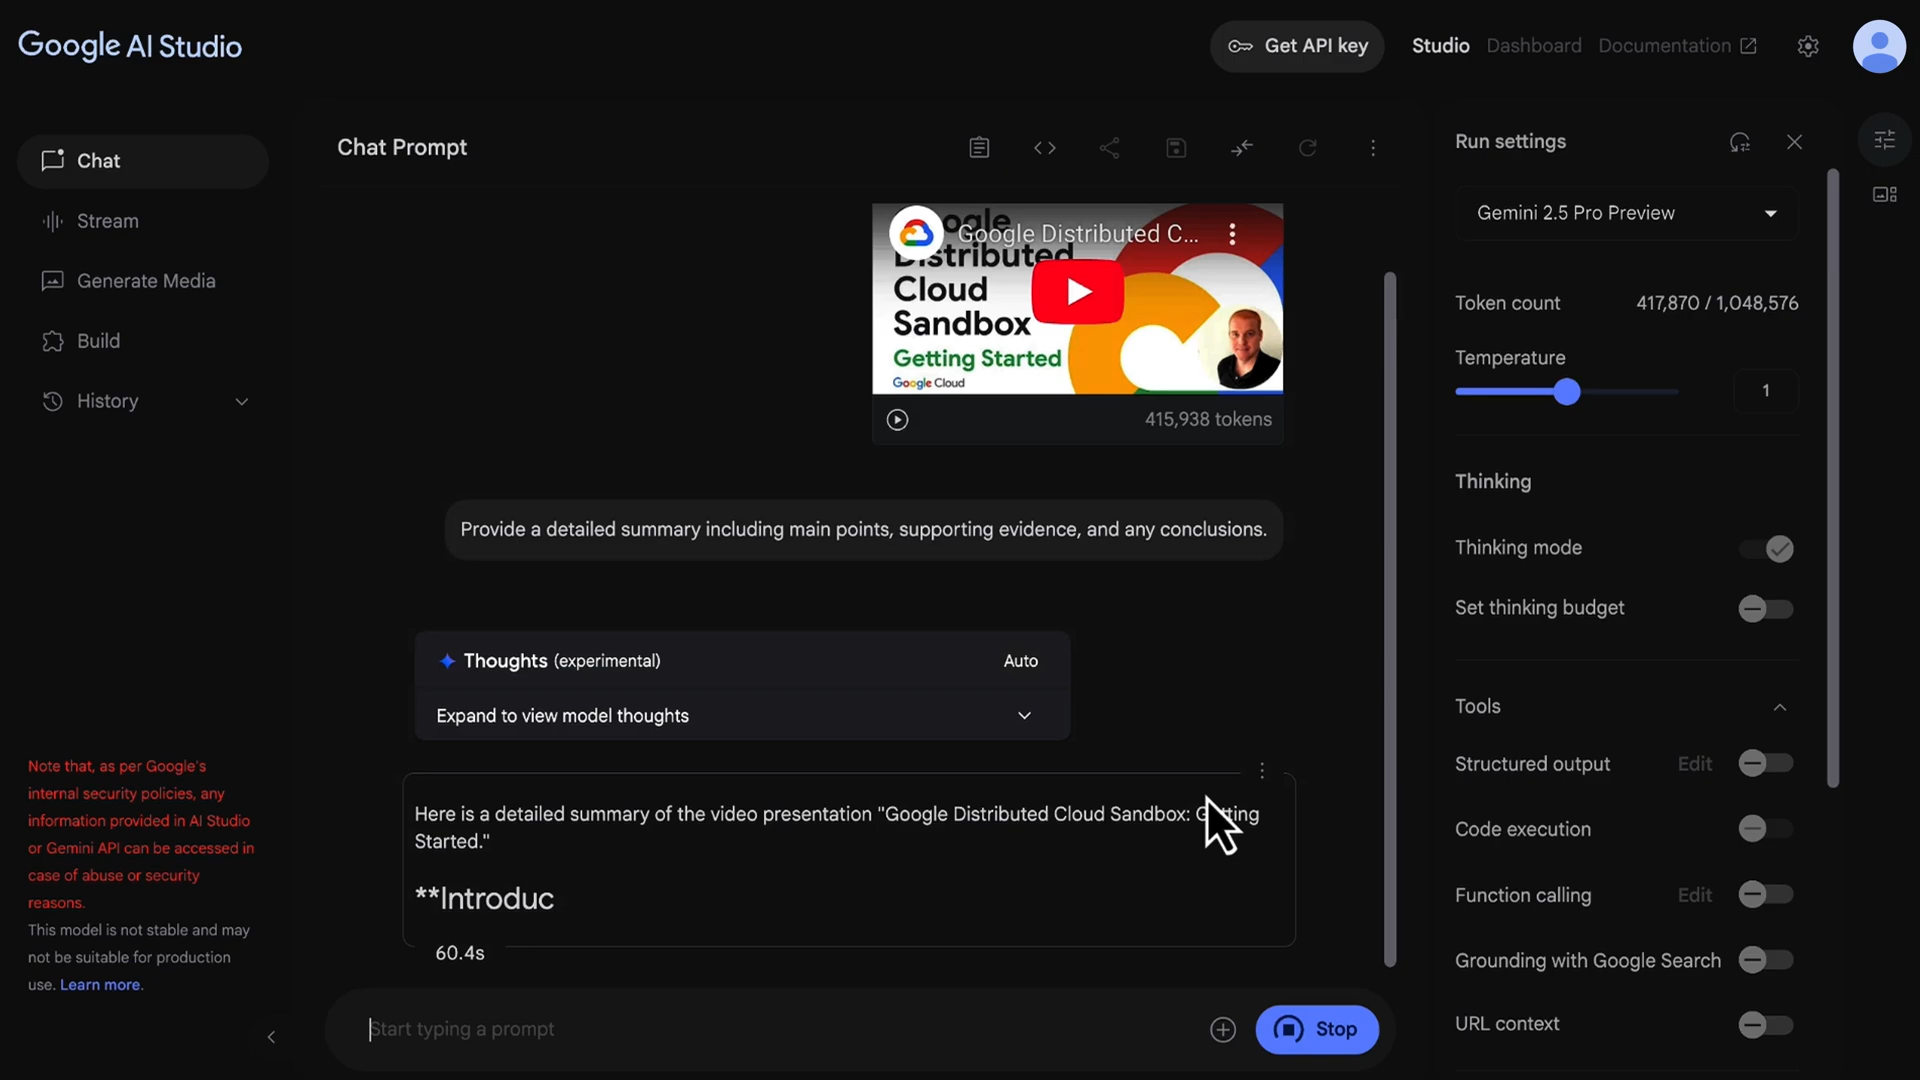 Google AI Studio
Get API key
Studio
Dashboard
Documentation
Chat
Stream
Generate Media
Build
History
Note that, as per Google's
internal security policies, any
information provided in AI Studio
or Gemini API can be accessed in
case of abuse or security
reasons.
This model is not stable and may
not be suitable for production
use. Learn more.
Chat Prompt
Google Distributed C...
Google
Distributed
Cloud
Sandbox
Getting Started
Google Cloud
415,938 tokens
Provide a detailed summary including main points, supporting evidence, and any conclusions.
Thoughts (experimental)
Auto
Expand to view model thoughts
Here is a detailed summary of the video presentation "Google Distributed Cloud Sandbox: Getting
Started."
**Introduc
60.4s
Start typing a prompt
Stop
Run settings
Gemini 2.5 Pro Preview
Token count 417,870 / 1,048,576
Temperature
1
Thinking
Thinking mode
Set thinking budget
Tools
Structured output Edit
Code execution
Function calling Edit
Grounding with Google Search
URL context